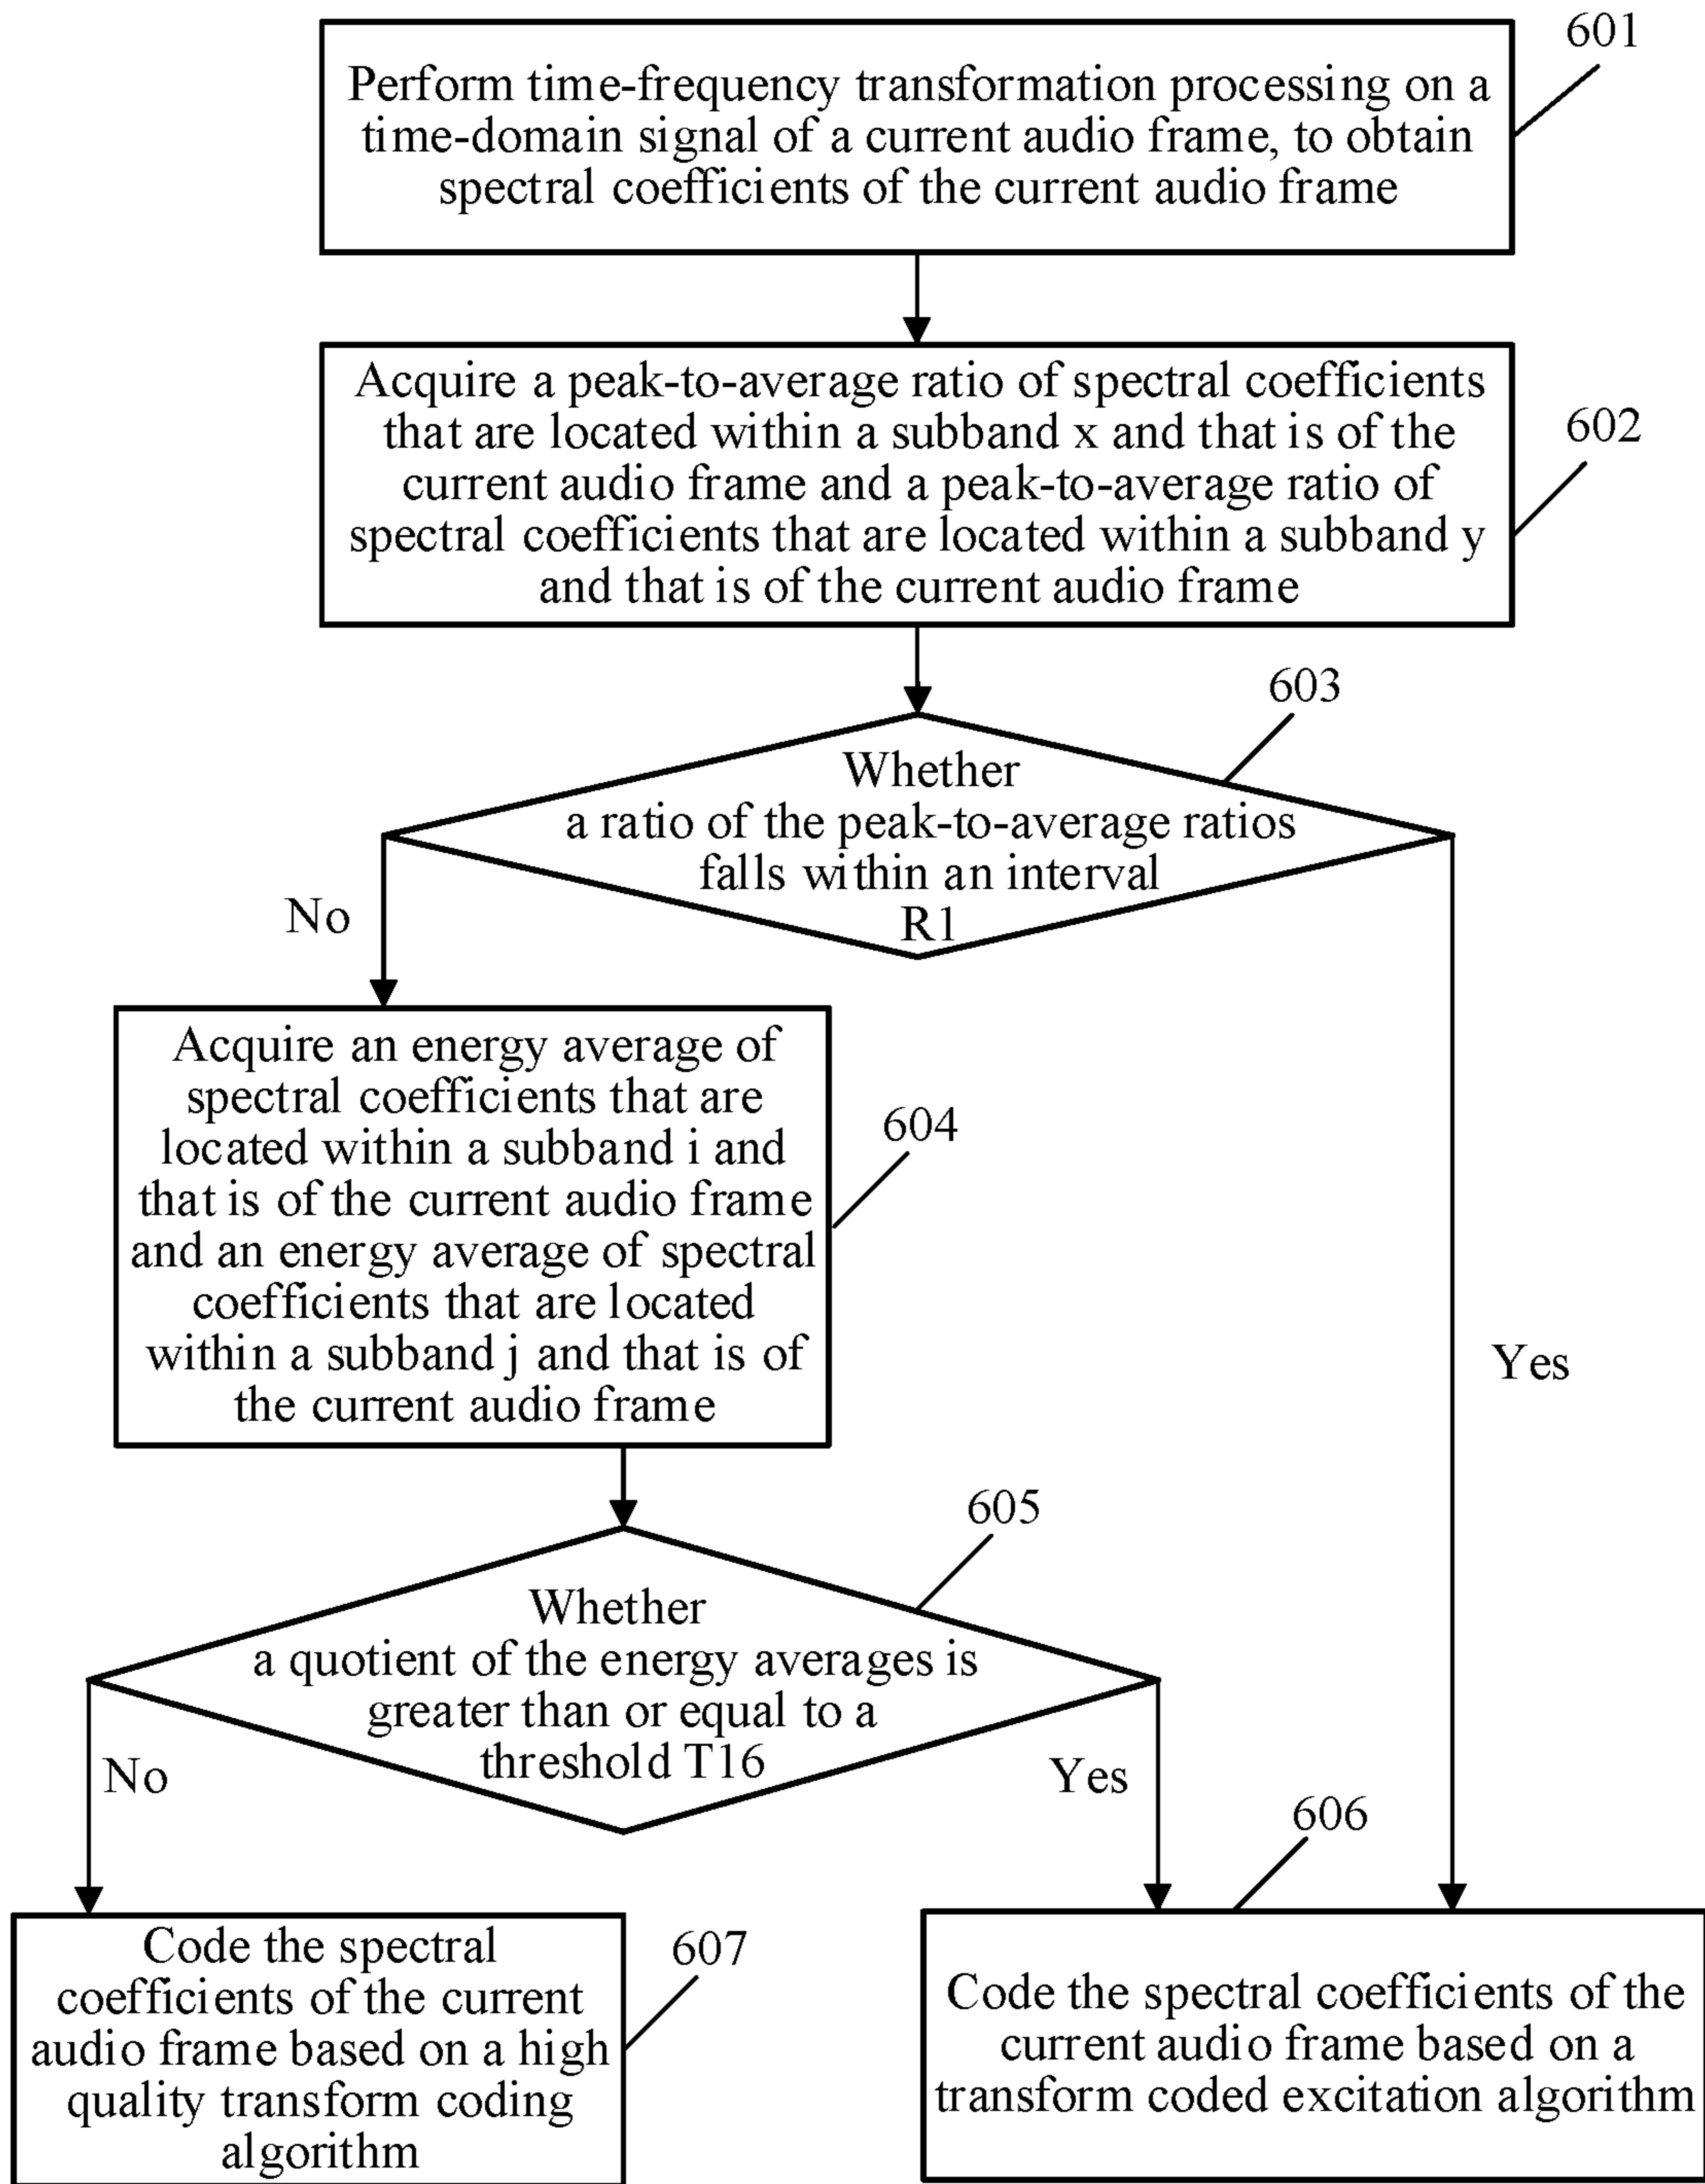 601
Perform time-frequency transformation processing on a
time-domain signal of a current audio frame, to obtain
spectral coefficients of the current audio frame
Acquire a peak-to-average ratio of spectral coefficients
that are located within a subband x and that is of the
current audio frame and a peak-to-average ratio of
spectral coefficients that are located within a subband y
and that is of the current audio frame
602
603
Whether
a ratio of the peak-to-average ratios
falls within an interval
R1
No
Yes
Acquire an energy average of
spectral coefficients that are
located within a subband i and
that is of the current audio frame
and an energy average of spectral
coefficients that are located
within a subband j and that is of
the current audio frame
604
605
Whether
a quotient of the energy averages is
greater than or equal to a
threshold T16
No
Yes
606
Code the spectral
coefficients of the current
audio frame based on a high
quality transform coding
algorithm
607
Code the spectral coefficients of the
current audio frame based on a
transform coded excitation algorithm